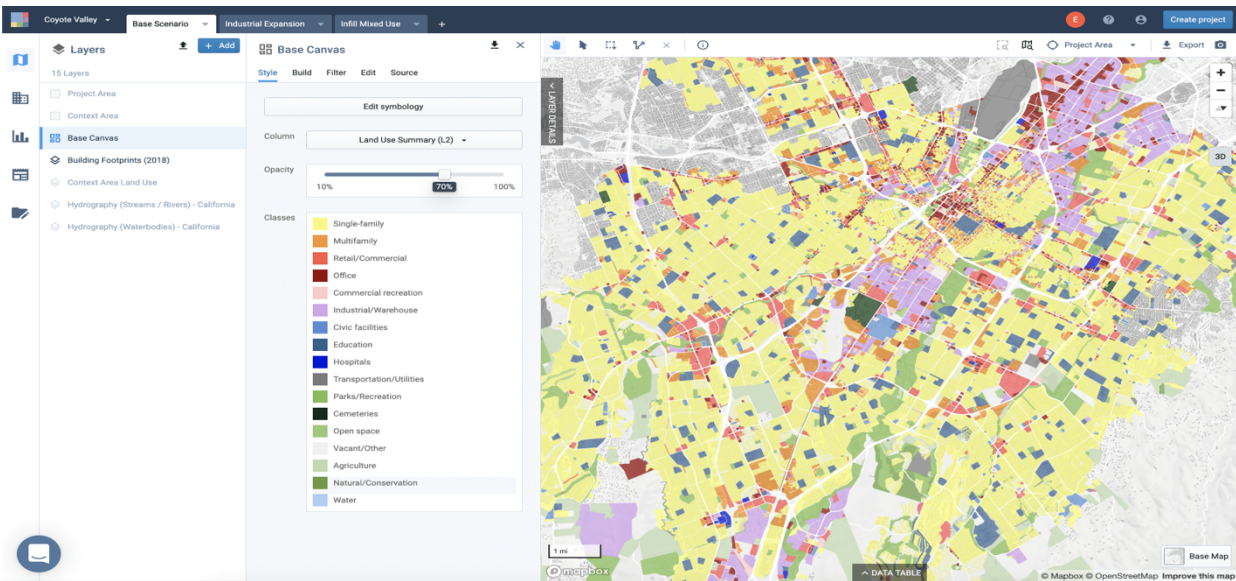 Coyote Valley
Base Scenario
Industrial Expansion
Infill Mixed Use
+
E
?
Create project
Layers
+ Add
15 Layers
Project Area
Context Area
Base Canvas
Building Footprints (2018)
Context Area Land Use
Hydrography (Streams / Rivers) - California
Hydrography (Waterbodies) - California
Base Canvas
Style Build Filter Edit Source
Edit symbology
Column
Land Use Summary (L2)
Opacity
10%
70%
100%
Classes
Single-family
Multifamily
Retail/Commercial
Office
Commercial recreation
Industrial/Warehouse
Civic facilities
Education
Hospitals
Transportation/Utilities
Parks/Recreation
Cemeteries
Open space
Vacant/Other
Agriculture
Natural/Conservation
Water
Project Area
Export
LAYER DETAILS
+
−
3D
1 mi
mapbox
DATA TABLE
Base Map
© Mapbox © OpenStreetMap Improve this map